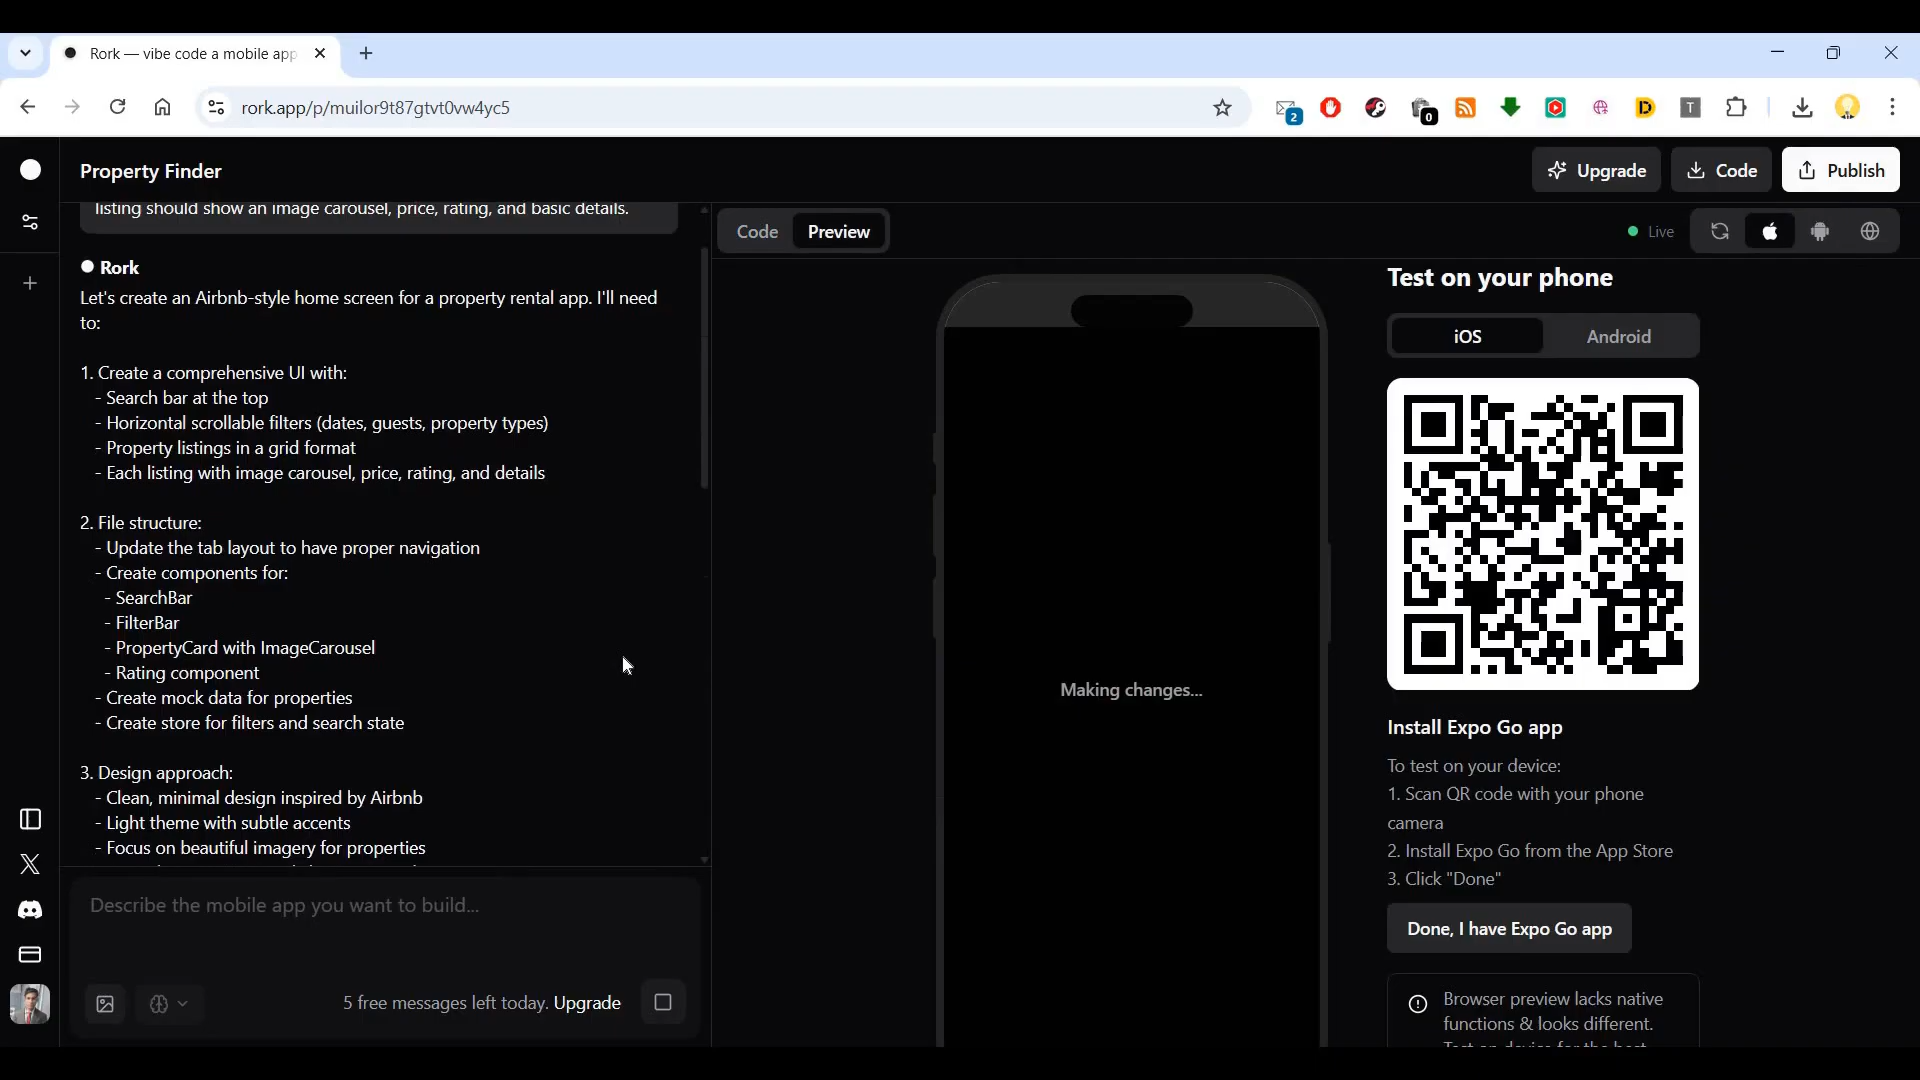 Rork — vibe code a mobile app
rork.app/p/muilor9t87gtvt0vw4yc5
2
0
D
T
Property Finder
Upgrade
Code
Publish
listing should show an image carousel, price, rating, and basic details.
Rork
Let's create an Airbnb-style home screen for a property rental app. I'll need
to:
1. Create a comprehensive UI with:
- Search bar at the top
- Horizontal scrollable filters (dates, guests, property types)
- Property listings in a grid format
- Each listing with image carousel, price, rating, and details
2. File structure:
- Update the tab layout to have proper navigation
- Create components for:
- SearchBar
- FilterBar
- PropertyCard with ImageCarousel
- Rating component
- Create mock data for properties
- Create store for filters and search state
3. Design approach:
- Clean, minimal design inspired by Airbnb
- Light theme with subtle accents
- Focus on beautiful imagery for properties
Describe the mobile app you want to build...
5 free messages left today. Upgrade
Code
Preview
Live
Making changes...
Test on your phone
iOS
Android
Install Expo Go app
To test on your device:
1. Scan QR code with your phone
camera
2. Install Expo Go from the App Store
3. Click "Done"
Done, I have Expo Go app
Browser preview lacks native
functions & looks different.